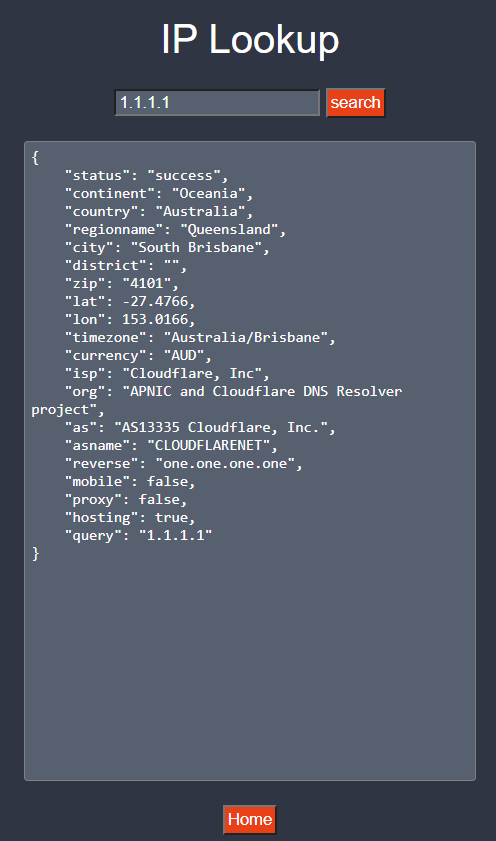 IP Lookup
1.1.1.1 search
{
    "status": "success",
    "continent": "Oceania",
    "country": "Australia",
    "regionname": "Queensland",
    "city": "South Brisbane",
    "district": "",
    "zip": "4101",
    "lat": -27.4766,
    "lon": 153.0166,
    "timezone": "Australia/Brisbane",
    "currency": "AUD",
    "isp": "Cloudflare, Inc",
    "org": "APNIC and Cloudflare DNS Resolver
project",
    "as": "AS13335 Cloudflare, Inc.",
    "asname": "CLOUDFLARENET",
    "reverse": "one.one.one.one",
    "mobile": false,
    "proxy": false,
    "hosting": true,
    "query": "1.1.1.1"
}
Home